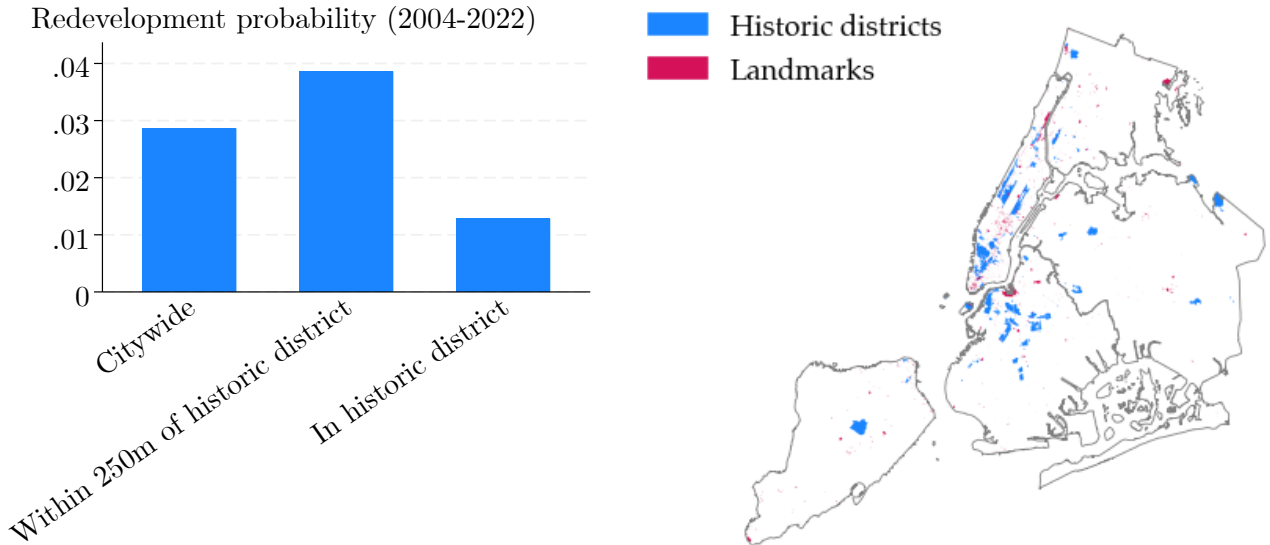 Redevelopment probability (2004-2022)
.04
.03
.02
.01
0
Citywide
Within 250m of historic district
In historic district
Historic districts
Landmarks